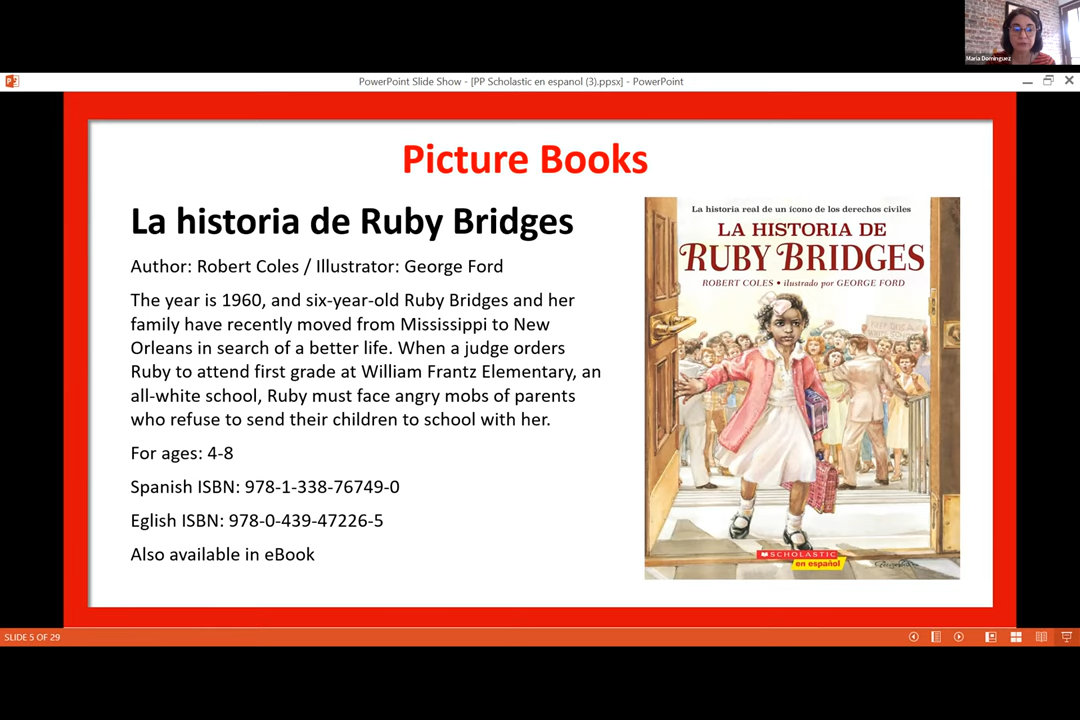 Maria Dominguez
PowerPoint Slide Show - [PP Scholastic en espanol (3).ppsx] - PowerPoint
Picture Books
La historia de Ruby Bridges
Author: Robert Coles / Illustrator: George Ford
The year is 1960, and six-year-old Ruby Bridges and her
family have recently moved from Mississippi to New
Orleans in search of a better life. When a judge orders
Ruby to attend first grade at William Frantz Elementary, an
all-white school, Ruby must face angry mobs of parents
who refuse to send their children to school with her.
For ages: 4-8
Spanish ISBN: 978-1-338-76749-0
Eglish ISBN: 978-0-439-47226-5
Also available in eBook
La historia real de un ícono de los derechos civiles
LA HISTORIA DE
RUBY BRIDGES
ROBERT COLES • ilustrado por GEORGE FORD
SCHOLASTIC
en español
SLIDE 5 OF 29